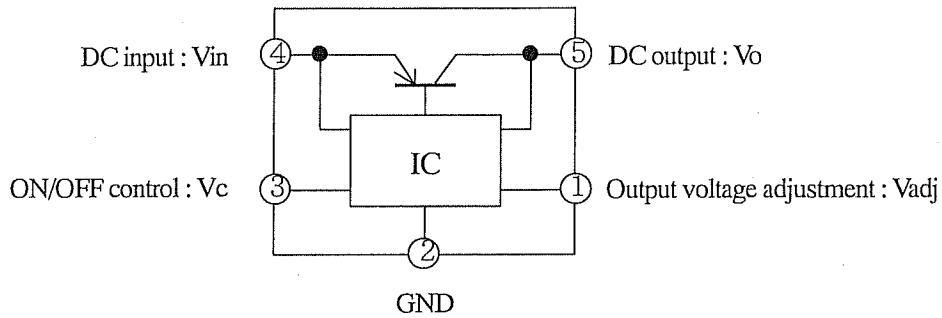 DC input : Vin
④
⑤
DC output : Vo
IC
ON/OFF control : Vc
③
①
Output voltage adjustment : Vadj
②
GND